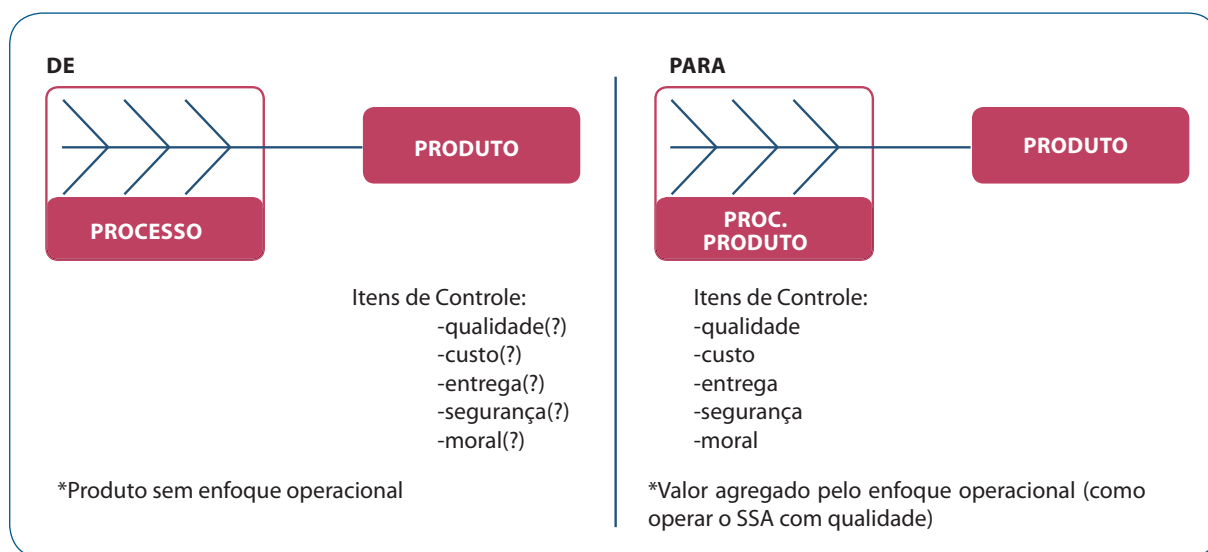 DE
PRODUTO
PROCESSO
Itens de Controle:
-qualidade(?)
-custo(?)
-entrega(?)
-segurança(?)
-moral(?)
*Produto sem enfoque operacional
PARA
PRODUTO
PROC.
PRODUTO
Itens de Controle:
-qualidade
-custo
-entrega
-segurança
-moral
*Valor agregado pelo enfoque operacional (como
operar o SSA com qualidade)